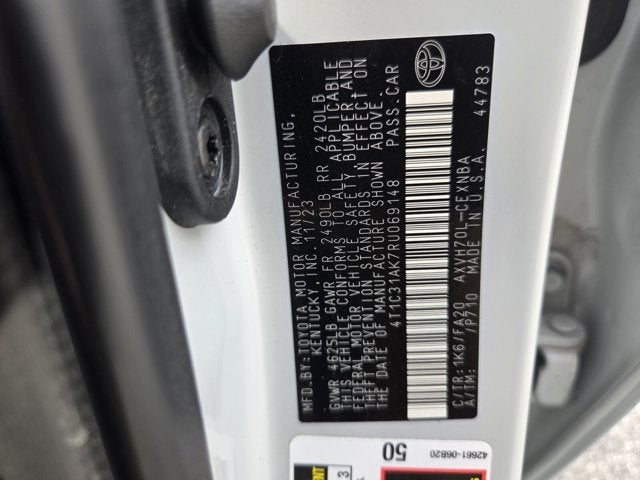 MFD.BY: TOYOTA MOTOR MANUFACTURING,
KENTUCKY, INC. 11/23
GVWR 4625LB GAWR FR 2490LB RR 2420LB
THIS VEHICLE CONFORMS TO ALL APPLICABLE
FEDERAL MOTOR VEHICLE SAFETY, BUMPER AND
THEFT PREVENTION STANDARDS IN EFFECT ON
THE DATE OF MANUFACTURE SHOWN ABOVE.
4T1C31AK7RU069148 PASS.CAR
C/TR: 1K6/FA20 AXVH70L-CEXNBA
A/TM: /P710 MADE IN U.S.A. 44783
42661-06B20
50
3